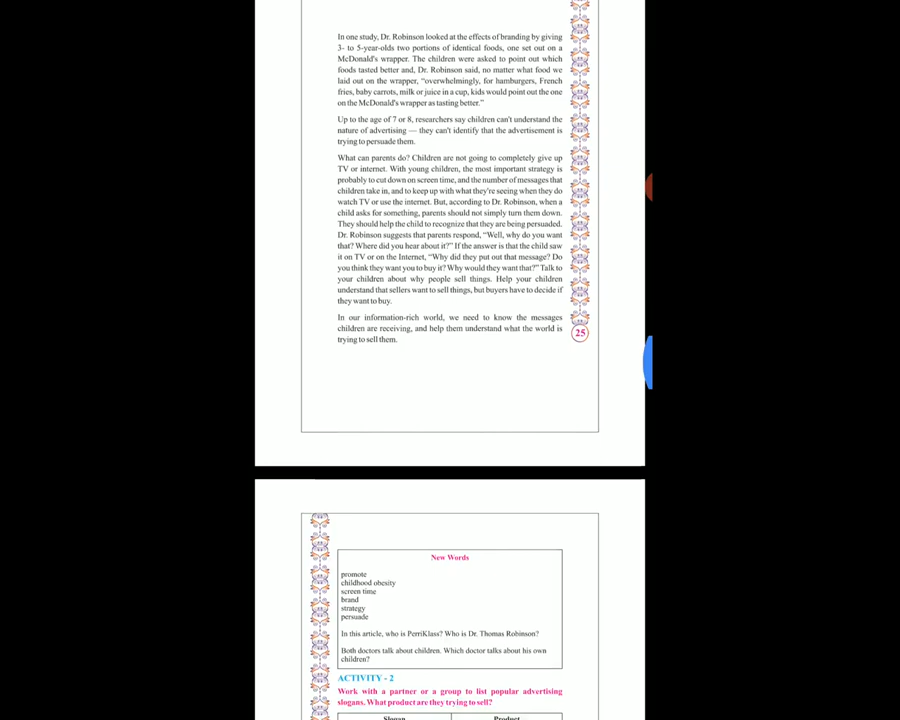 In one study, Dr. Robinson looked at the effects of branding by giving
3- to 5-year-olds two portions of identical foods, one set out on a
McDonald's wrapper. The children were asked to point out which
foods tasted better and, Dr. Robinson said, no matter what food we
laid out on the wrapper, “overwhelmingly, for hamburgers, French
fries, baby carrots, milk or juice in a cup, kids would point out the one
on the McDonald's wrapper as tasting better.”
Up to the age of 7 or 8, researchers say children can't understand the
nature of advertising — they can't identify that the advertisement is
trying to persuade them.
What can parents do? Children are not going to completely give up
TV or internet. With young children, the most important strategy is
probably to cut down on screen time, and the number of messages that
children take in, and to keep up with what they're seeing when they do
watch TV or use the internet. But, according to Dr. Robinson, when a
child asks for something, parents should not simply turn them down.
They should help the child to recognize that they are being persuaded.
Dr. Robinson suggests that parents respond, “Well, why do you want
that? Where did you hear about it?” If the answer is that the child saw
it on TV or on the Internet, “Why did they put out that message? Do
you think they want you to buy it? Why would they want that?” Talk to
your children about why people sell things. Help your children
understand that sellers want to sell things, but buyers have to decide if
they want to buy.
In our information-rich world, we need to know the messages
children are receiving, and help them understand what the world is
trying to sell them.
25
New Words
promote
childhood obesity
screen time
brand
strategy
persuade
In this article, who is PerriKlass? Who is Dr. Thomas Robinson?
Both doctors talk about children. Which doctor talks about his own
children?
ACTIVITY - 2
Work with a partner or a group to list popular advertising
slogans. What product are they trying to sell?
Slogan Product